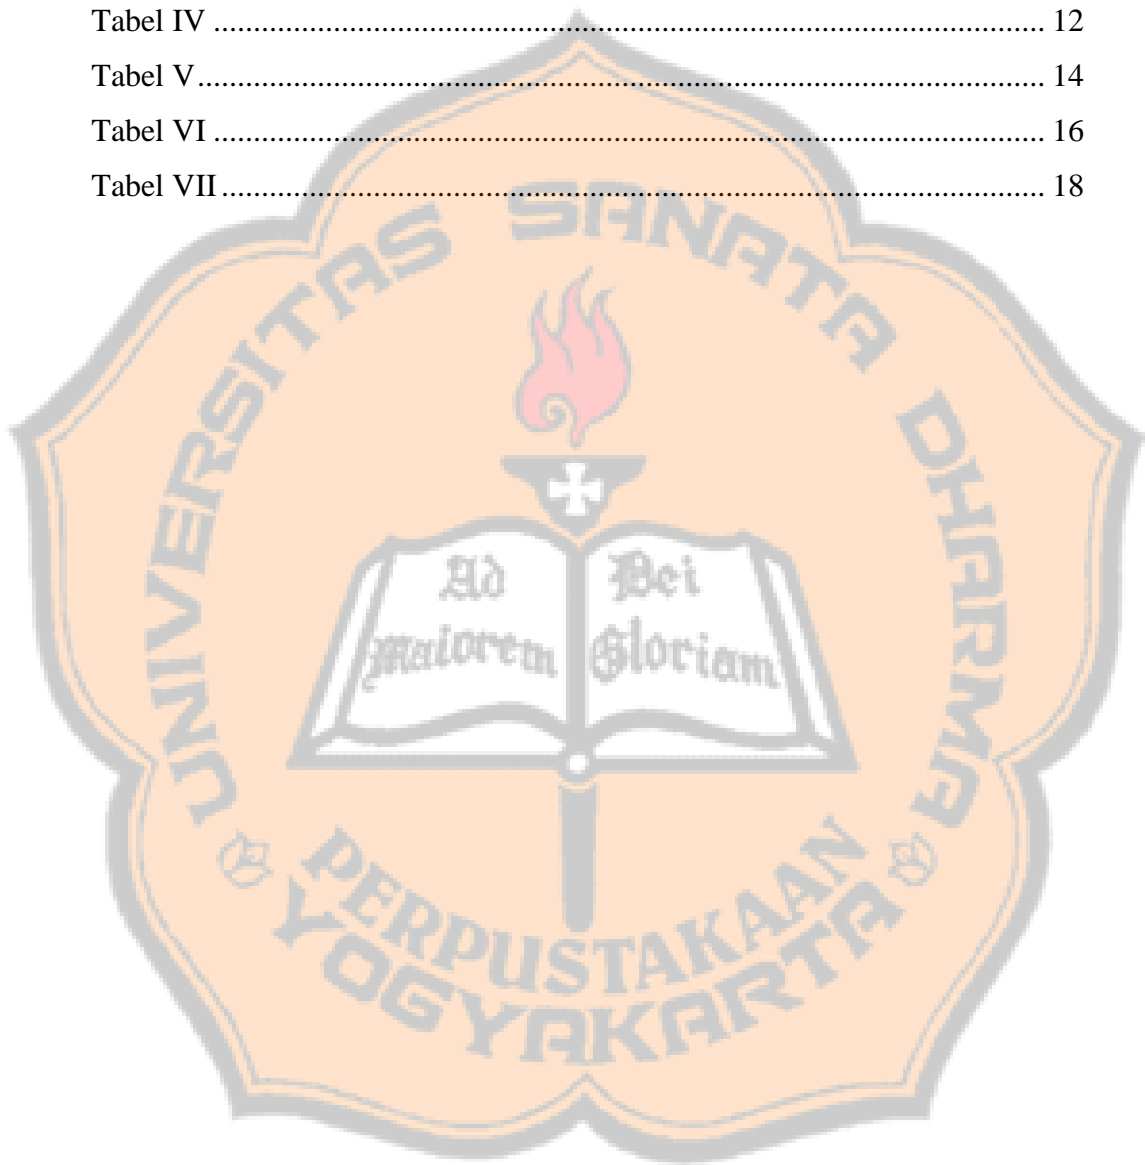 Tabel IV ........................................................................................................ 12
Tabel V.......................................................................................................... 14
Tabel VI ........................................................................................................ 16
Tabel VII ....................................................................................................... 18
UNIVERSITAS SANATA DHARMA
Ad Dei
Maiorem Gloriam
PERPUSTAKAAN
YOGYAKARTA